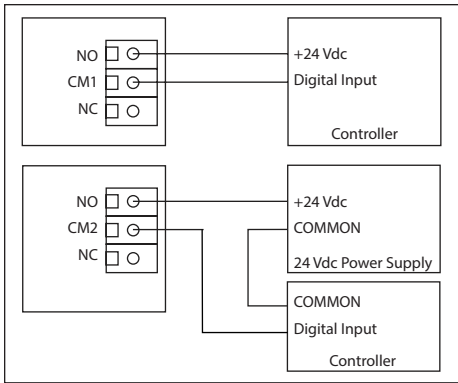 NO
CM1
NC
+24 Vdc
Digital Input
Controller
NO
CM2
NC
+24 Vdc
COMMON
24 Vdc Power Supply
COMMON
Digital Input
Controller